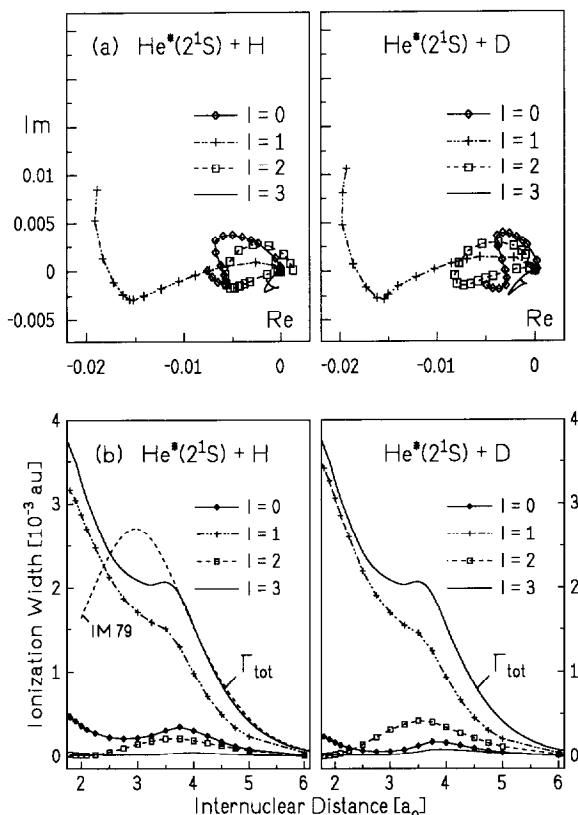 (a) He*(2¹S) + H
He*(2¹S) + D
Im
l = 0
l = 1
l = 2
l = 3
l = 0
l = 1
l = 2
l = 3
0.01
0.005
0
-0.005
Re
Re
-0.02 -0.01 0
-0.02 -0.01 0
(b) He*(2¹S) + H
He*(2¹S) + D
Ionization Width [10⁻³ au]
4
3
2
1
0
l = 0
l = 1
l = 2
l = 3
l = 0
l = 1
l = 2
l = 3
4
3
2
1
0
IM 79
Γtot
Γtot
2 3 4 5 6
2 3 4 5 6
Internuclear Distance [a₀]